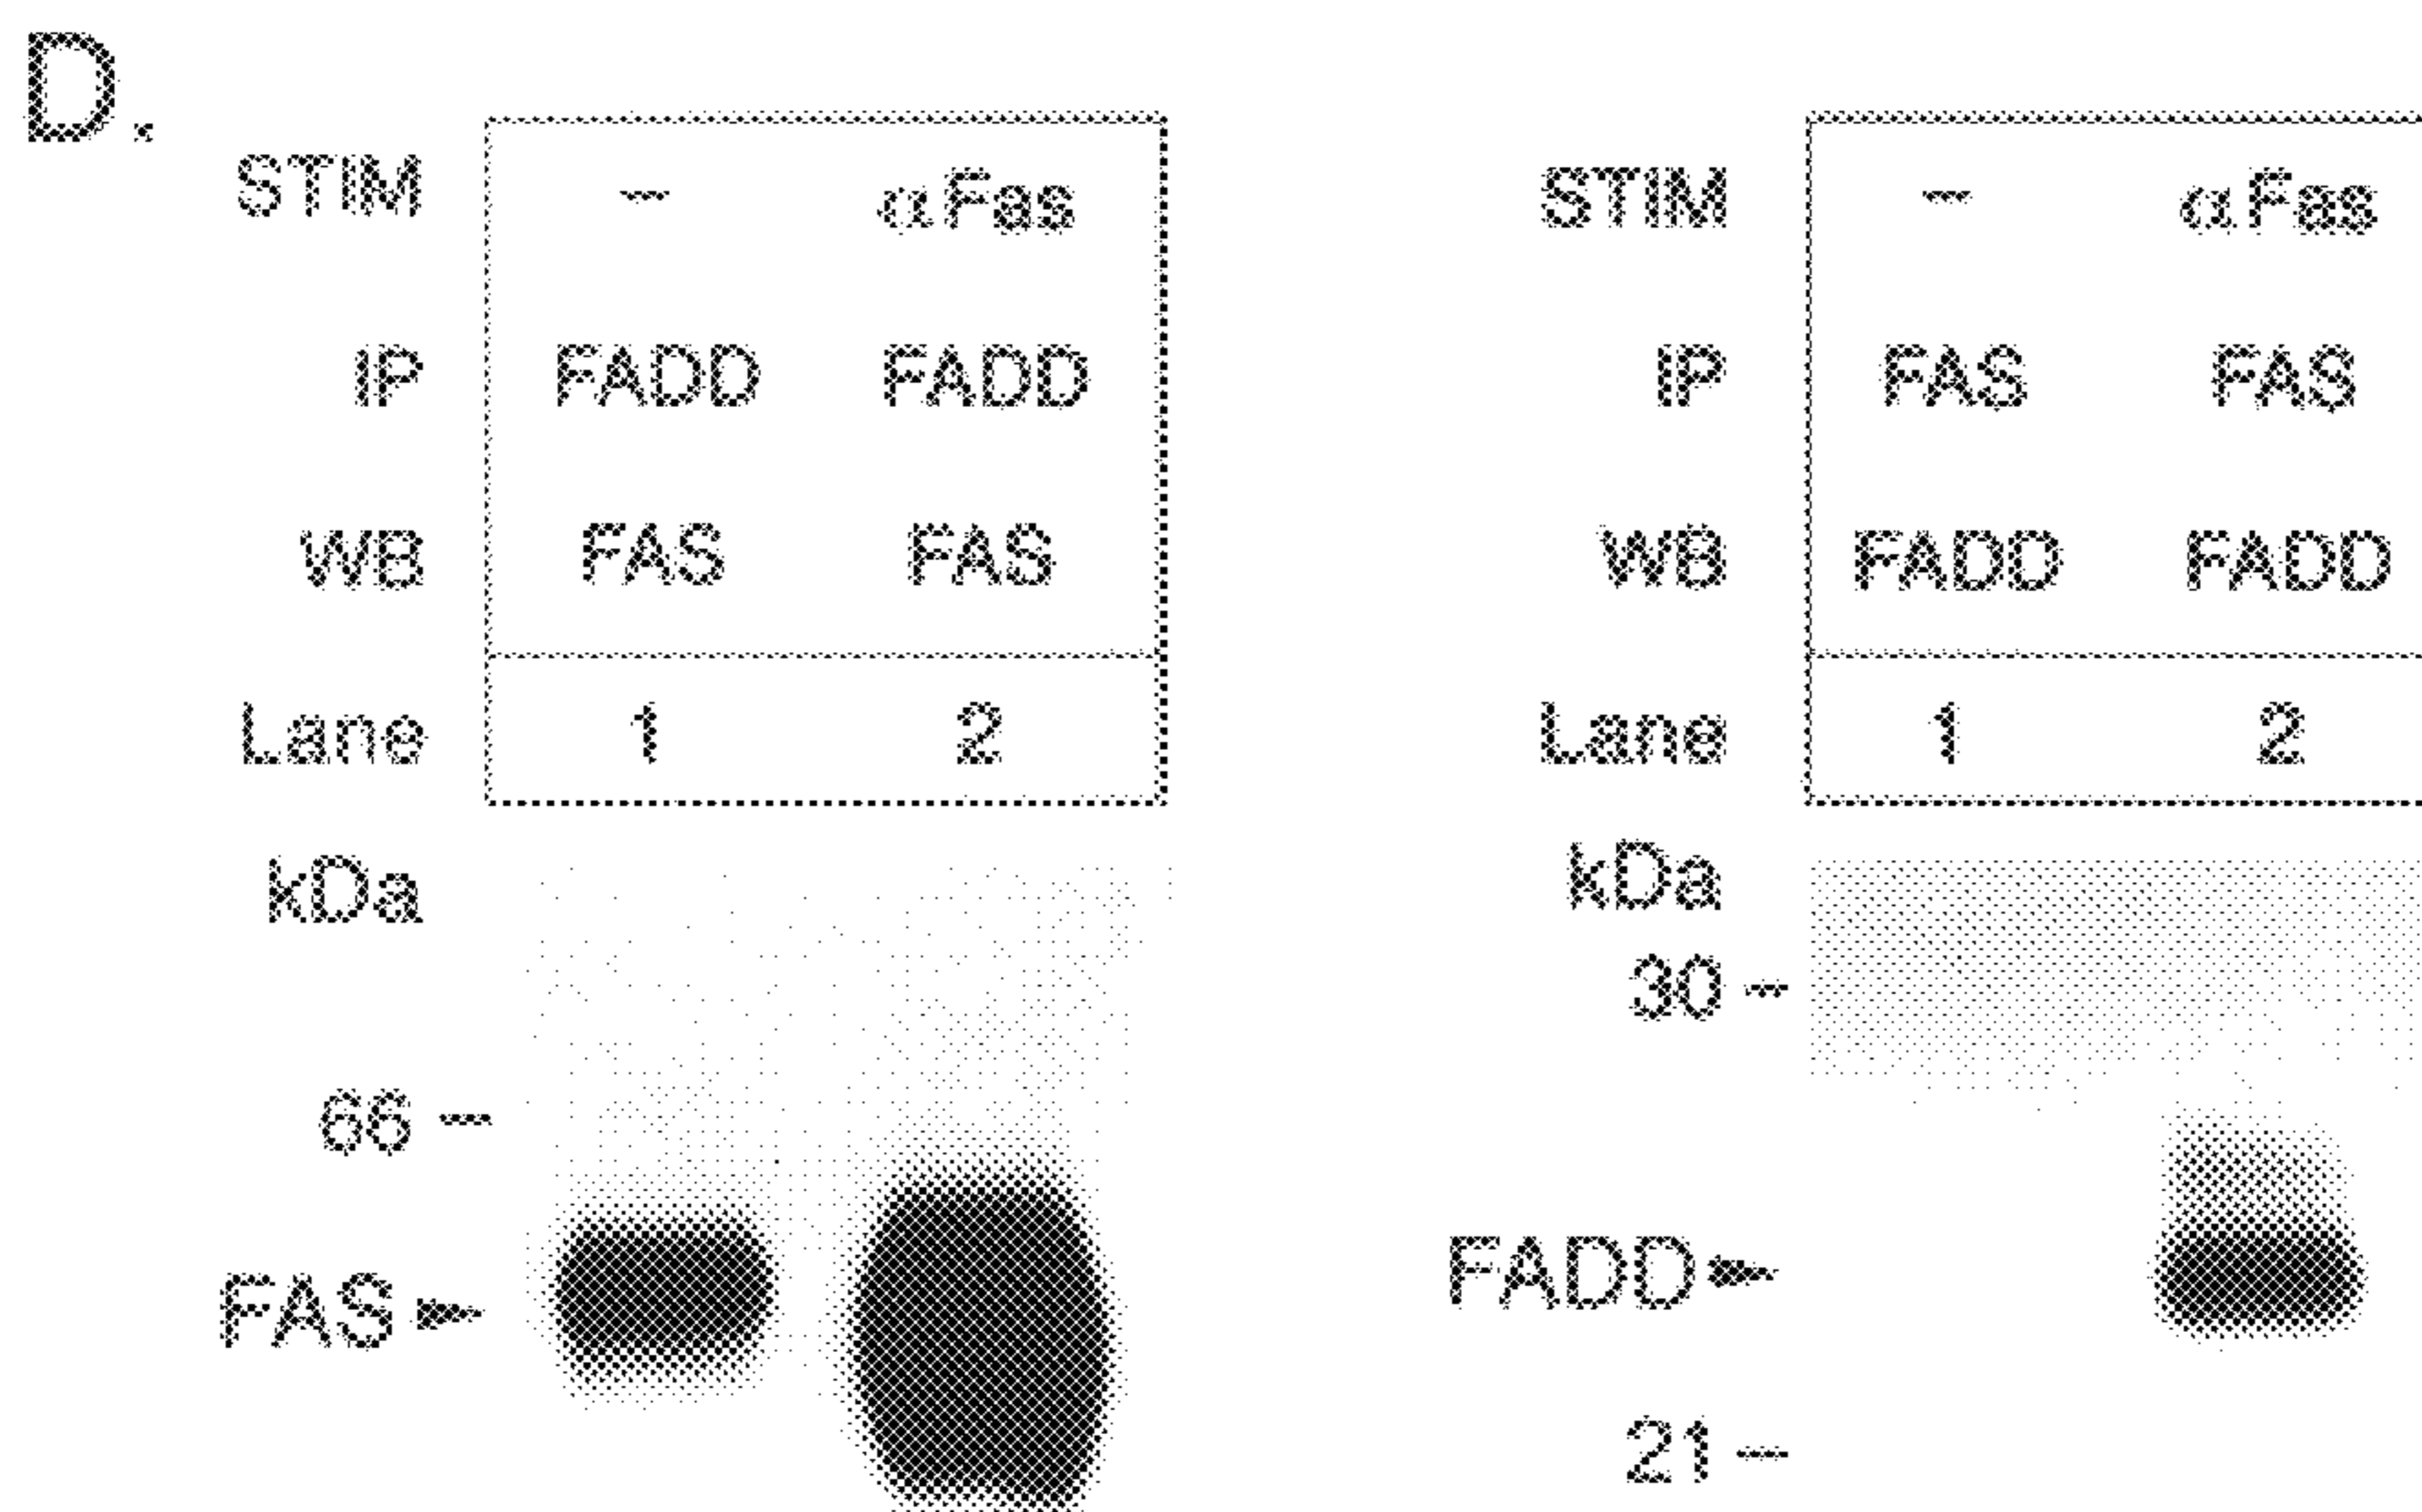 D.
STIM – αFas
IP FADD FADD
WB FAS FAS
Lane 1 2
kDa
66 –
FAS
STIM – αFas
IP FAS FAS
WB FADD FADD
Lane 1 2
kDa
30 –
FADD
21 –